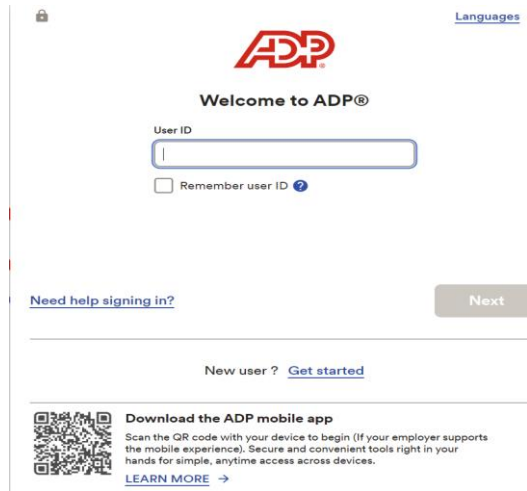 Languages
ADP
Welcome to ADP®
User ID
Remember user ID ?
Need help signing in?
Next
New user ? Get started
Download the ADP mobile app
Scan the QR code with your device to begin (If your employer supports
the mobile experience). Secure and convenient tools right in your
hands for simple, anytime access across devices.
LEARN MORE →